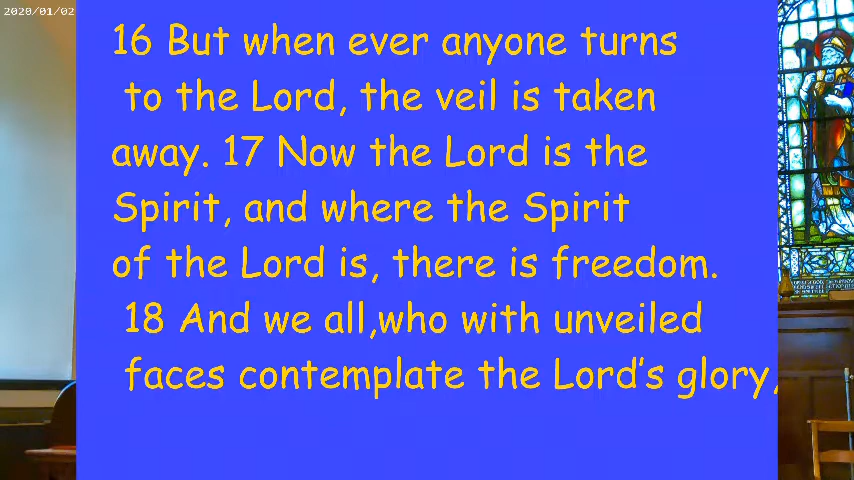 2020/01/02
16 But when ever anyone turns
to the Lord, the veil is taken
away. 17 Now the Lord is the
Spirit, and where the Spirit
of the Lord is, there is freedom.
18 And we all,who with unveiled
faces contemplate the Lord's glory,